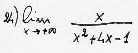 24) lim x→+∞ x / (x² + 4x - 1)